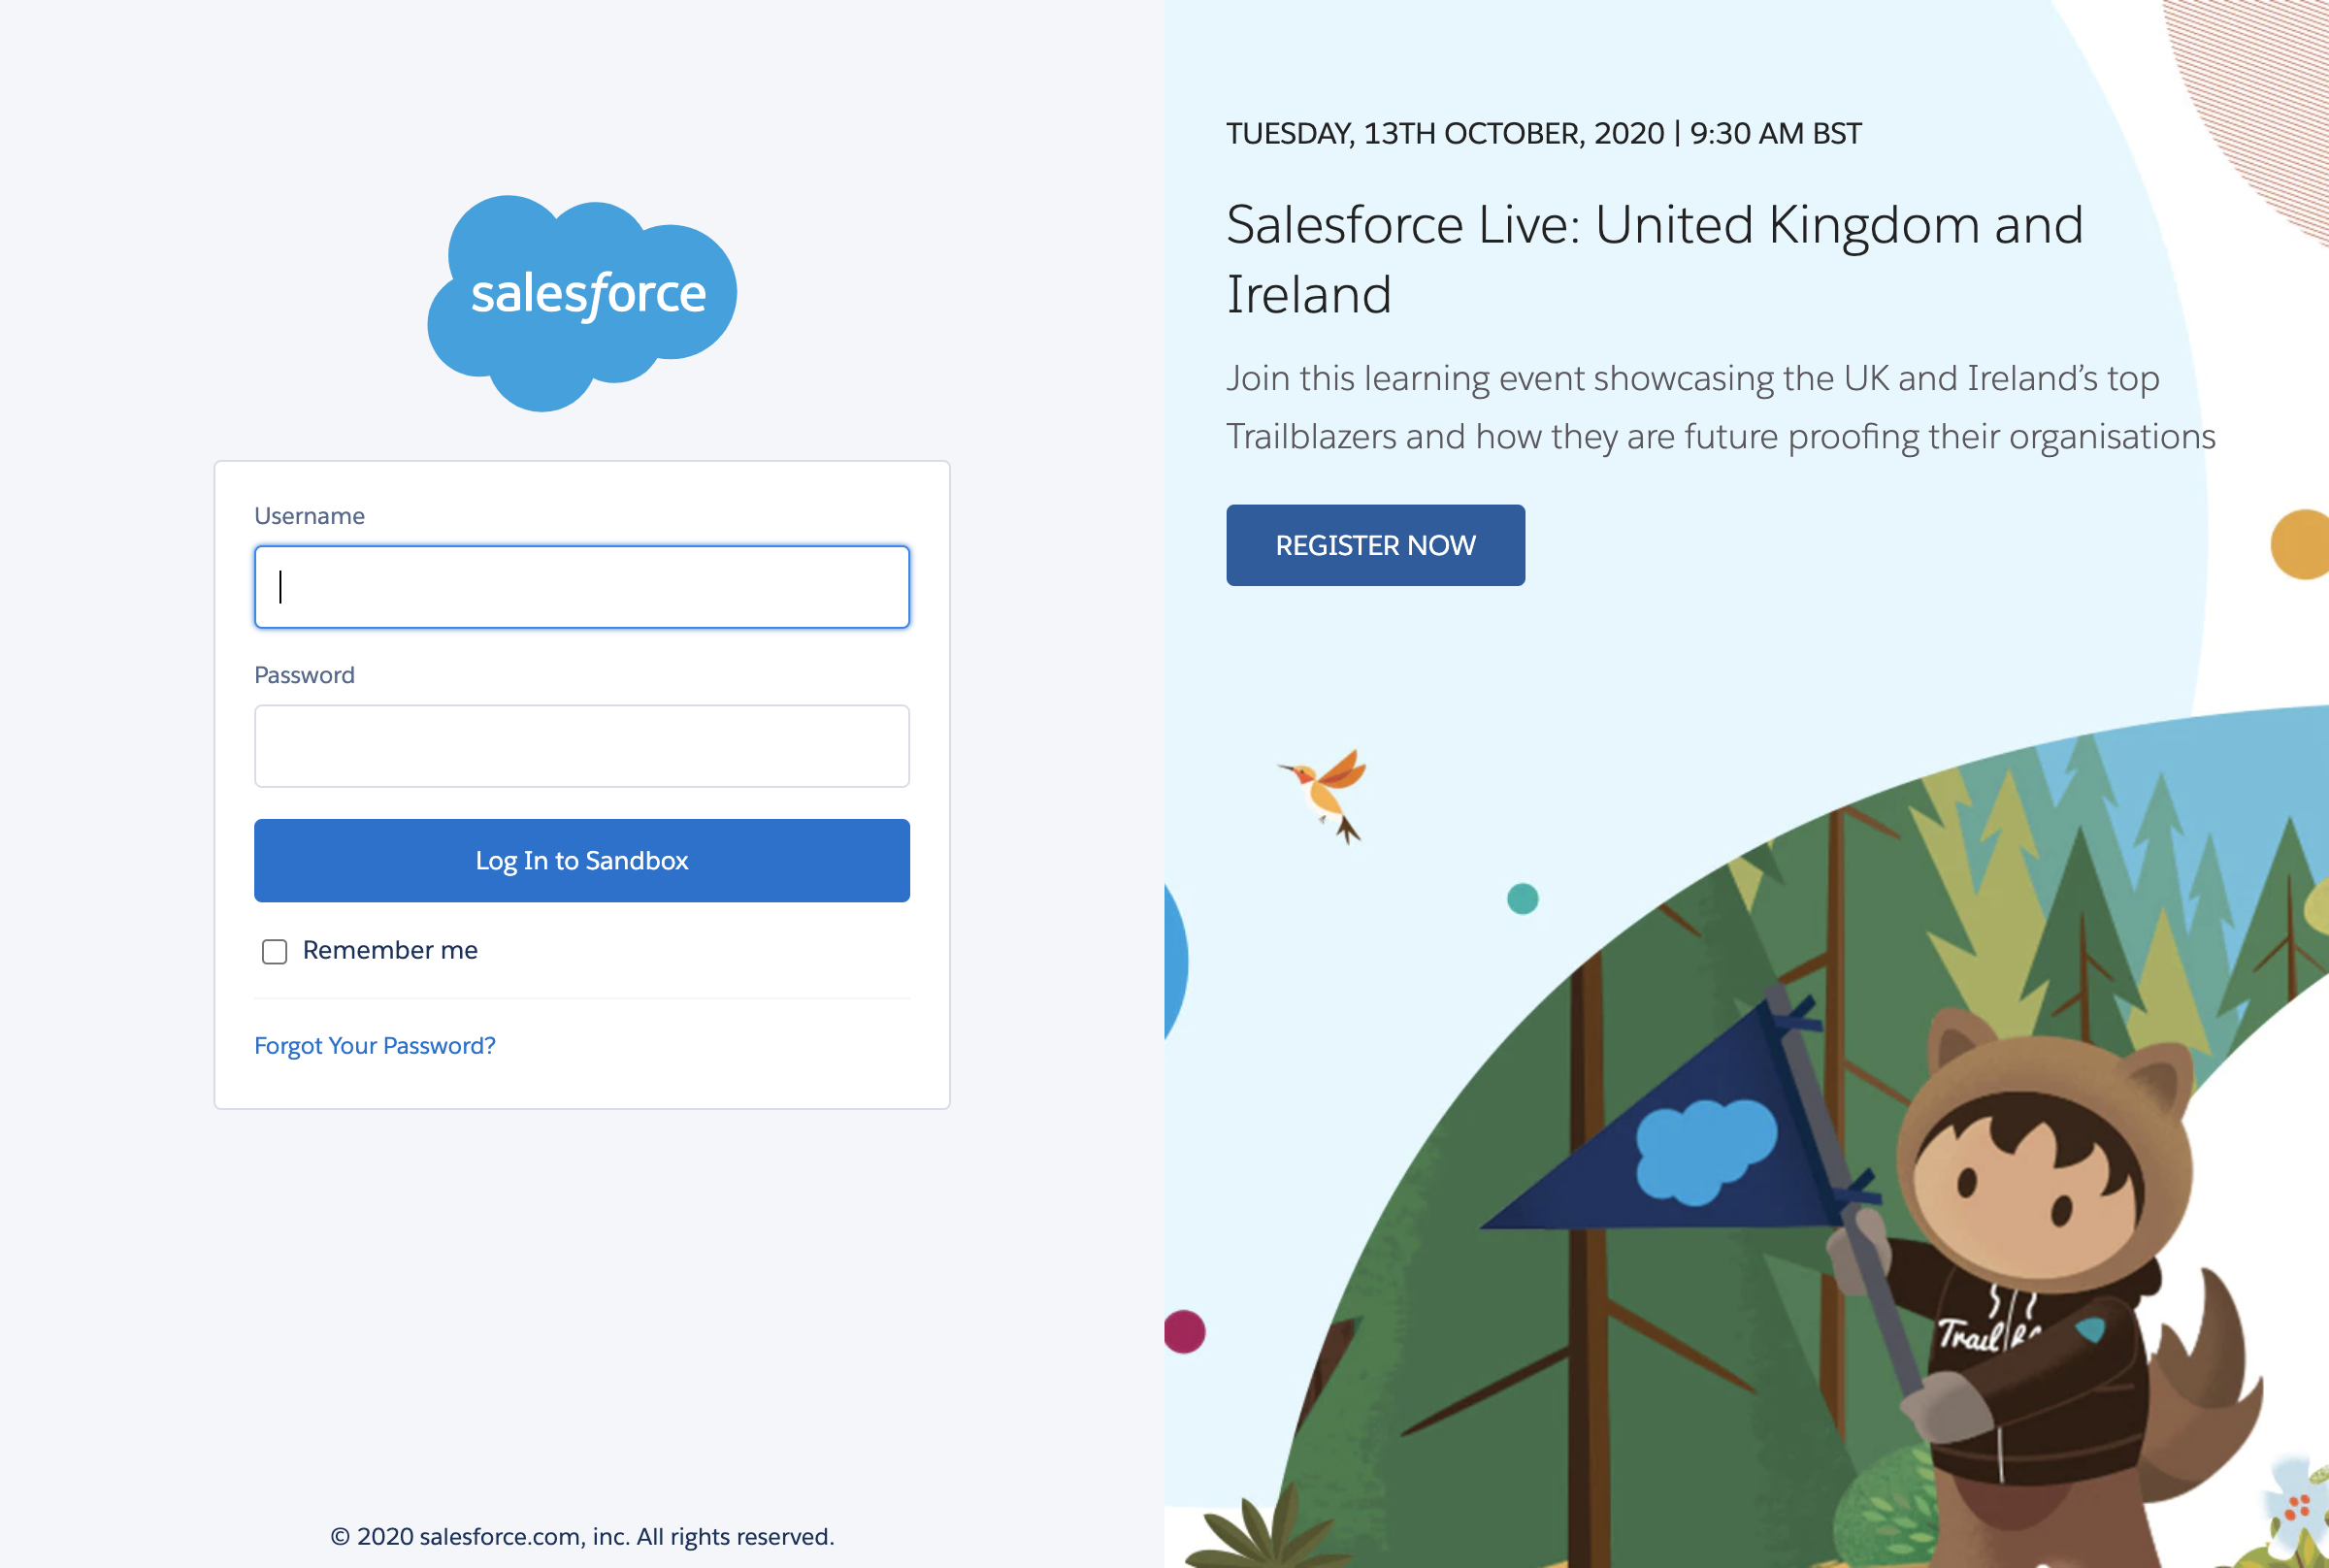 salesforce
Username
Password
Log In to Sandbox
Remember me
Forgot Your Password?
© 2020 salesforce.com, inc. All rights reserved.
TUESDAY, 13TH OCTOBER, 2020 | 9:30 AM BST
Salesforce Live: United Kingdom and
Ireland
Join this learning event showcasing the UK and Ireland’s top
Trailblazers and how they are future proofing their organisations
REGISTER NOW